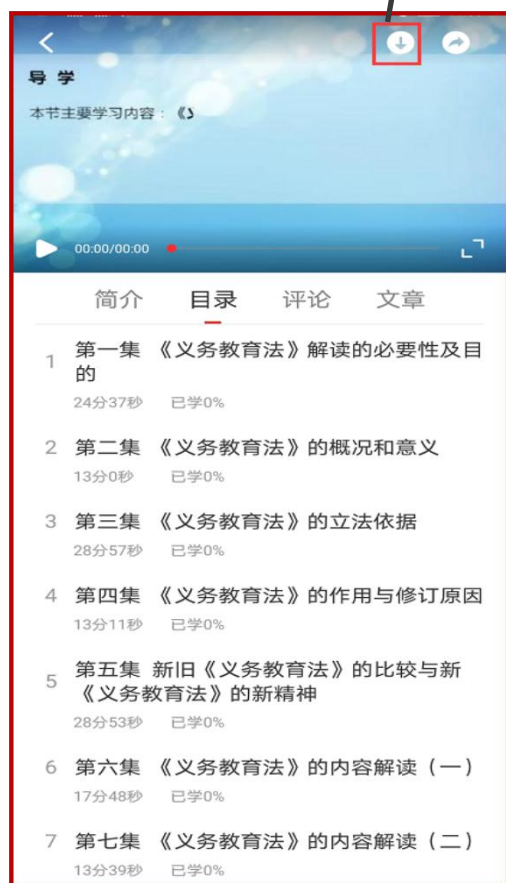 导 学
本节主要学习内容：《
00:00/00:00
简介 目录 评论 文章
1 第一集 《义务教育法》解读的必要性及目
的
24分37秒 已学0%
2 第二集 《义务教育法》的概况和意义
13分0秒 已学0%
3 第三集 《义务教育法》的立法依据
28分57秒 已学0%
4 第四集 《义务教育法》的作用与修订原因
13分11秒 已学0%
5 第五集 新旧《义务教育法》的比较与新
《义务教育法》的新精神
28分53秒 已学0%
6 第六集 《义务教育法》的内容解读（一）
17分48秒 已学0%
7 第七集 《义务教育法》的内容解读（二）
13分39秒 已学0%